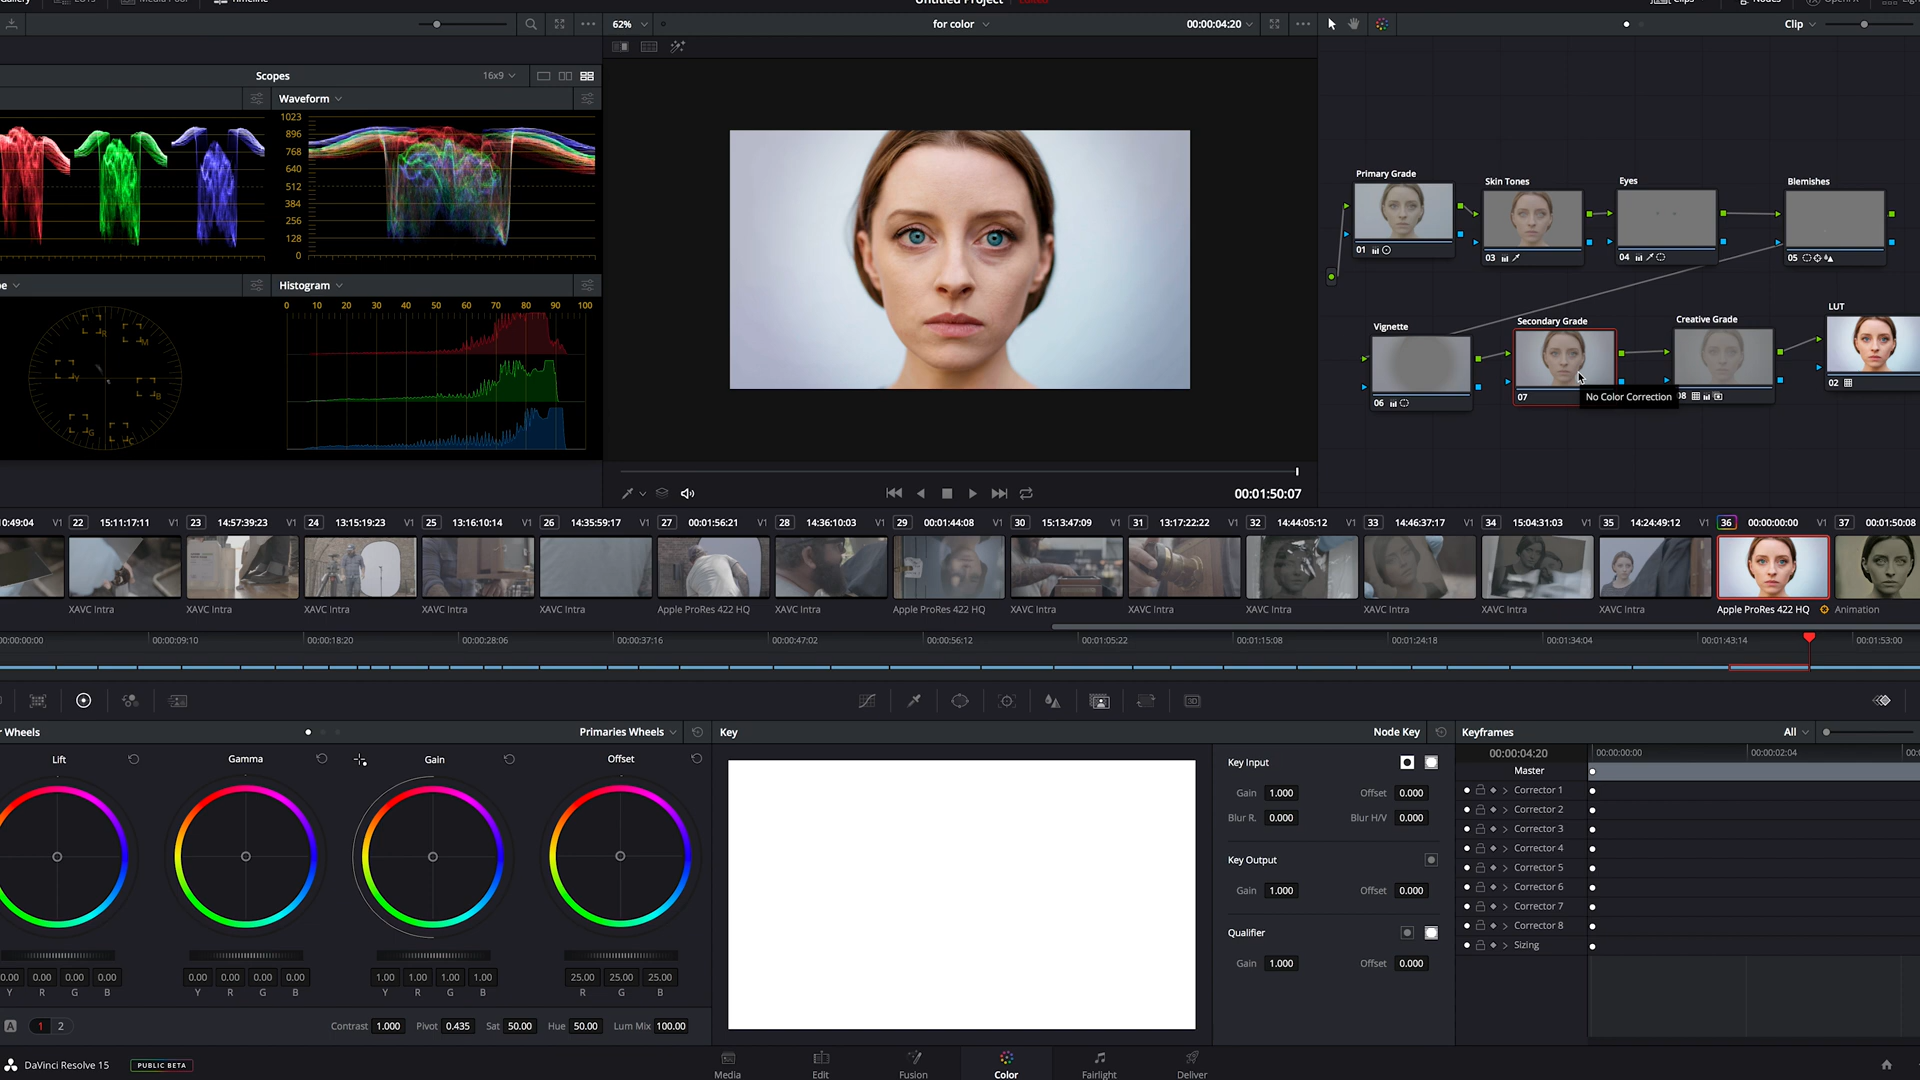 Untitled Project
62%
for color
00:00:04:20
Clip
Scopes
16x9
Waveform
1023
896
768
640
512
384
256
128
0
R
M
Y
B
G
C
Histogram
0 10 20 30 40 50 60 70 80 90 100
Primary Grade
01
Skin Tones
03
Eyes
04
Blemishes
05
Vignette
06
Secondary Grade
07
No Color Correction
Creative Grade
LUT
02
00:01:50:07
0:49:04 V1 22 15:11:17:11 V1 23 14:57:39:23 V1 24 13:15:19:23 V1 25 13:16:10:14 V1 26 14:35:59:17 V1 27 00:01:56:21 V1 28 14:36:10:03 V1 29 00:01:44:08 V1 30 15:13:47:09 V1 31 13:17:22:22 V1 32 14:44:05:12 V1 33 14:46:37:17 V1 34 15:04:31:03 V1 35 14:24:49:12 V1 36 00:00:00:00 V1 37 00:01:50:08
XAVC Intra XAVC Intra XAVC Intra XAVC Intra XAVC Intra Apple ProRes 422 HQ XAVC Intra Apple ProRes 422 HQ XAVC Intra XAVC Intra XAVC Intra XAVC Intra XAVC Intra XAVC Intra Apple ProRes 422 HQ Animation
00:00:00:00 00:00:09:10 00:00:18:20 00:00:28:06 00:00:37:16 00:00:47:02 00:00:56:12 00:01:05:22 00:01:15:08 00:01:24:18 00:01:34:04 00:01:43:14 00:01:53:00
3D
Wheels
Primaries Wheels
Key
Node Key
Keyframes
All
Lift
Gamma
Gain
Offset
0.00 0.00 0.00 0.00
Y R G B
0.00 0.00 0.00 0.00
Y R G B
1.00 1.00 1.00 1.00
Y R G B
25.00 25.00 25.00
R G B
A 1 2
Contrast 1.000 Pivot 0.435 Sat 50.00 Hue 50.00 Lum Mix 100.00
Key Input
Gain 1.000 Offset 0.000
Blur R. 0.000 Blur H/V 0.000
Key Output
Gain 1.000 Offset 0.000
Qualifier
Gain 1.000 Offset 0.000
00:00:04:20
00:00:00:00 00:00:02:04
Master
Corrector 1
Corrector 2
Corrector 3
Corrector 4
Corrector 5
Corrector 6
Corrector 7
Corrector 8
Sizing
DaVinci Resolve 15
PUBLIC BETA
Media
Edit
Fusion
Color
Fairlight
Deliver